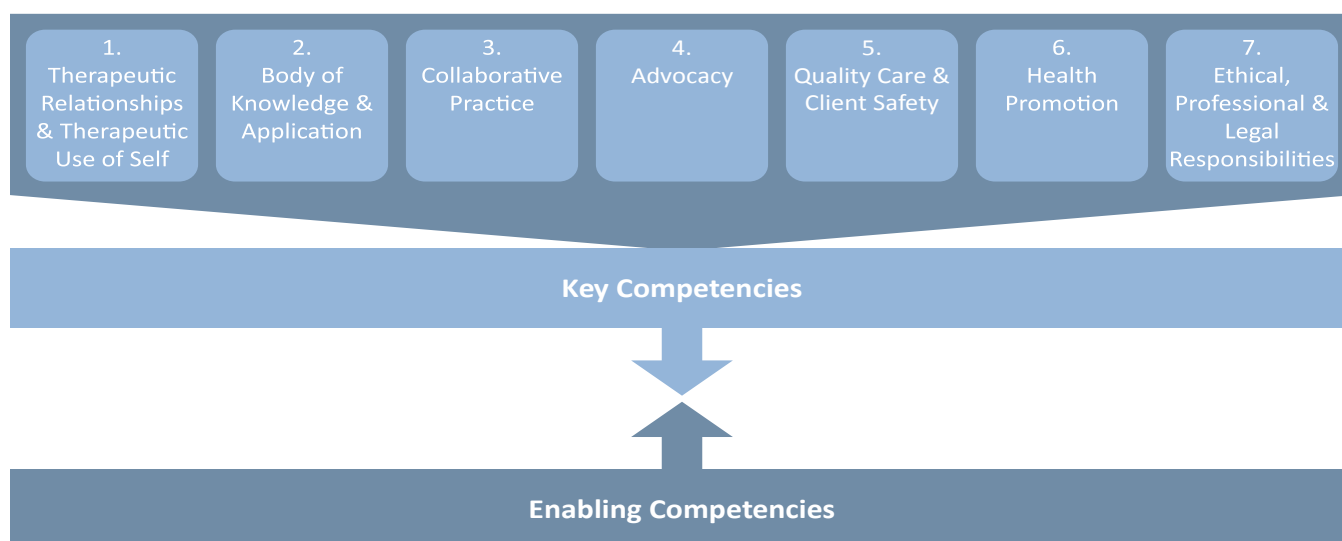 1.
Therapeutic
Relationships
& Therapeutic
Use of Self
2.
Body of
Knowledge &
Application
3.
Collaborative
Practice
4.
Advocacy
5.
Quality Care &
Client Safety
6.
Health
Promotion
7.
Ethical,
Professional &
Legal
Responsibilities
Key Competencies
Enabling Competencies